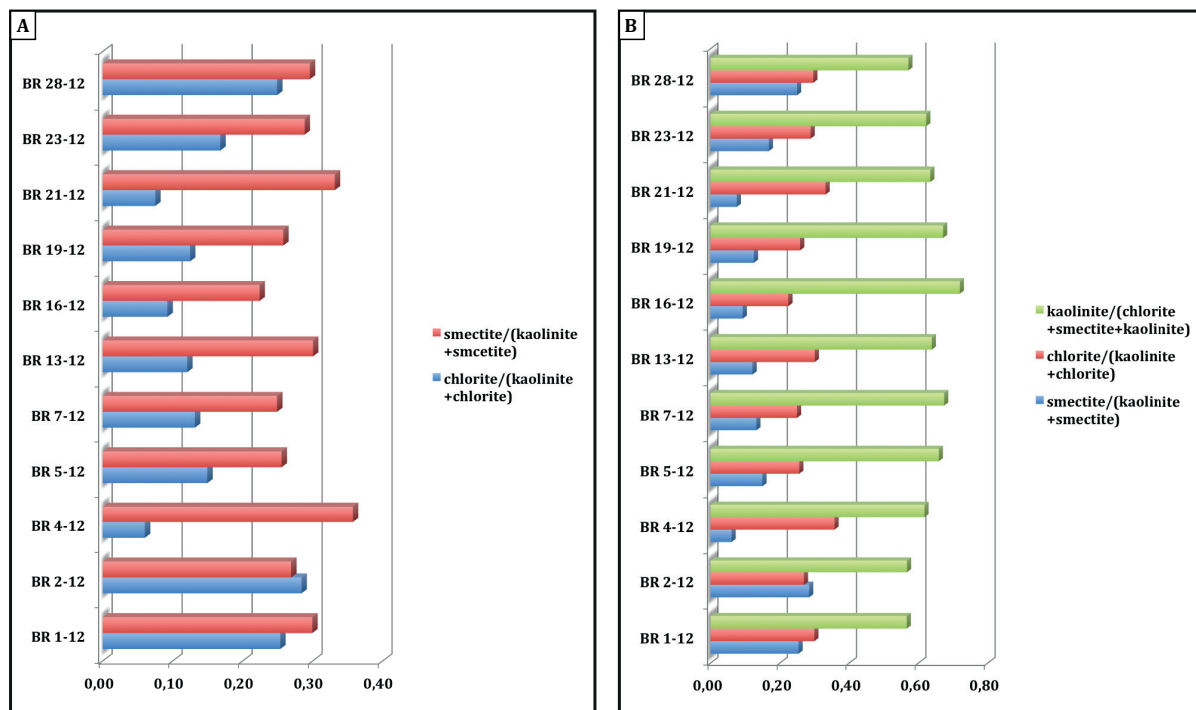 A
BR 28-12
BR 23-12
BR 21-12
BR 19-12
BR 16-12
BR 13-12
BR 7-12
BR 5-12
BR 4-12
BR 2-12
BR 1-12
0,00 0,10 0,20 0,30 0,40
smectite/(kaolinite
+smcetite)
chlorite/(kaolinite
+chlorite)
B
BR 28-12
BR 23-12
BR 21-12
BR 19-12
BR 16-12
BR 13-12
BR 7-12
BR 5-12
BR 4-12
BR 2-12
BR 1-12
0,00 0,20 0,40 0,60 0,80
kaolinite/(chlorite
+smectite+kaolinite)
chlorite/(kaolinite
+chlorite)
smectite/(kaolinite
+smectite)